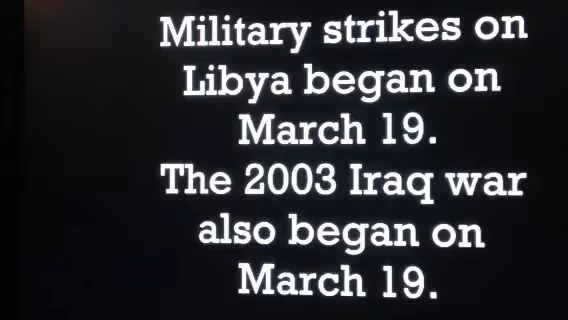 Military strikes on
Libya began on
March 19.
The 2003 Iraq war
also began on
March 19.